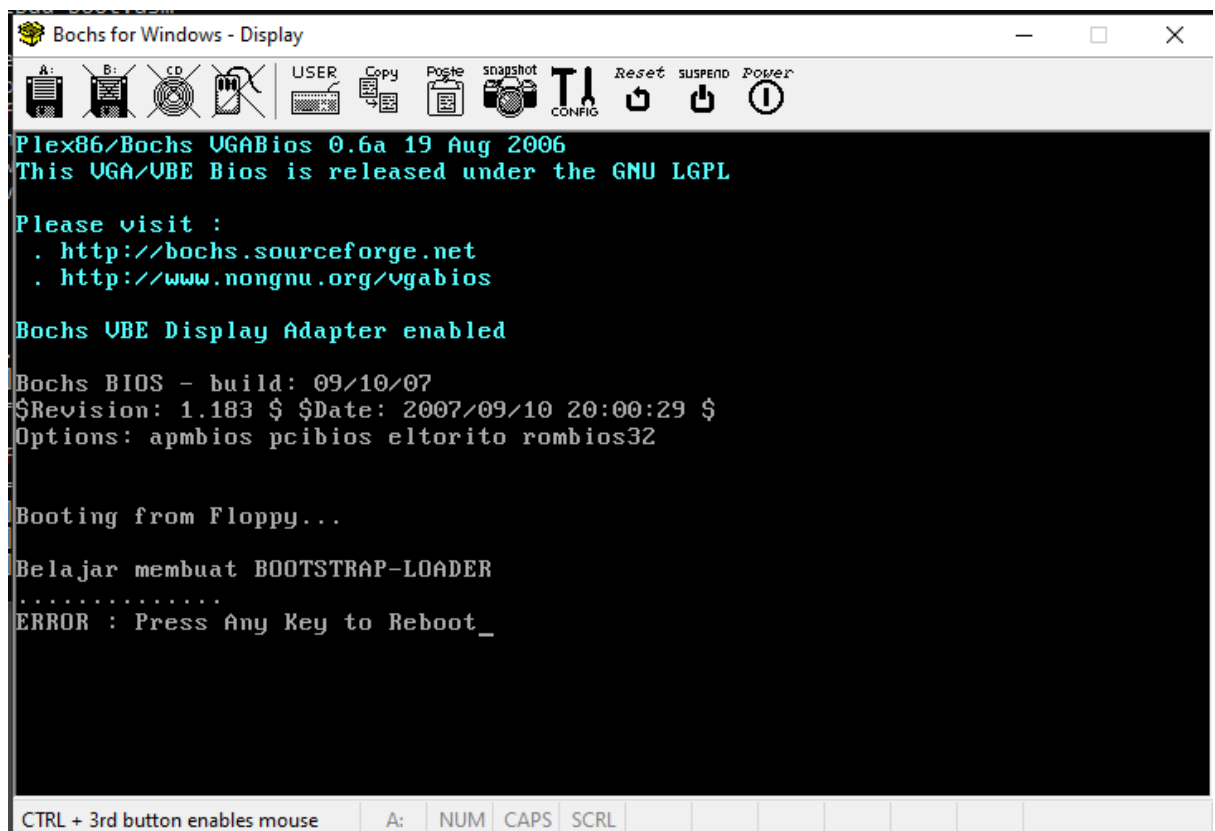 Bochs for Windows - Display
A: B: CD USER Copy Poste snapshot CONFIG Reset SUSPEND Power
Plex86/Bochs VGABios 0.6a 19 Aug 2006
This VGA/VBE Bios is released under the GNU LGPL
Please visit :
. http://bochs.sourceforge.net
. http://www.nongnu.org/vgabios
Bochs VBE Display Adapter enabled
Bochs BIOS - build: 09/10/07
$Revision: 1.183 $ $Date: 2007/09/10 20:00:29 $
Options: apmbios pcibios eltorito rombios32
Booting from Floppy...
Belajar membuat BOOTSTRAP-LOADER
..............
ERROR : Press Any Key to Reboot_
CTRL + 3rd button enables mouse A: NUM CAPS SCRL